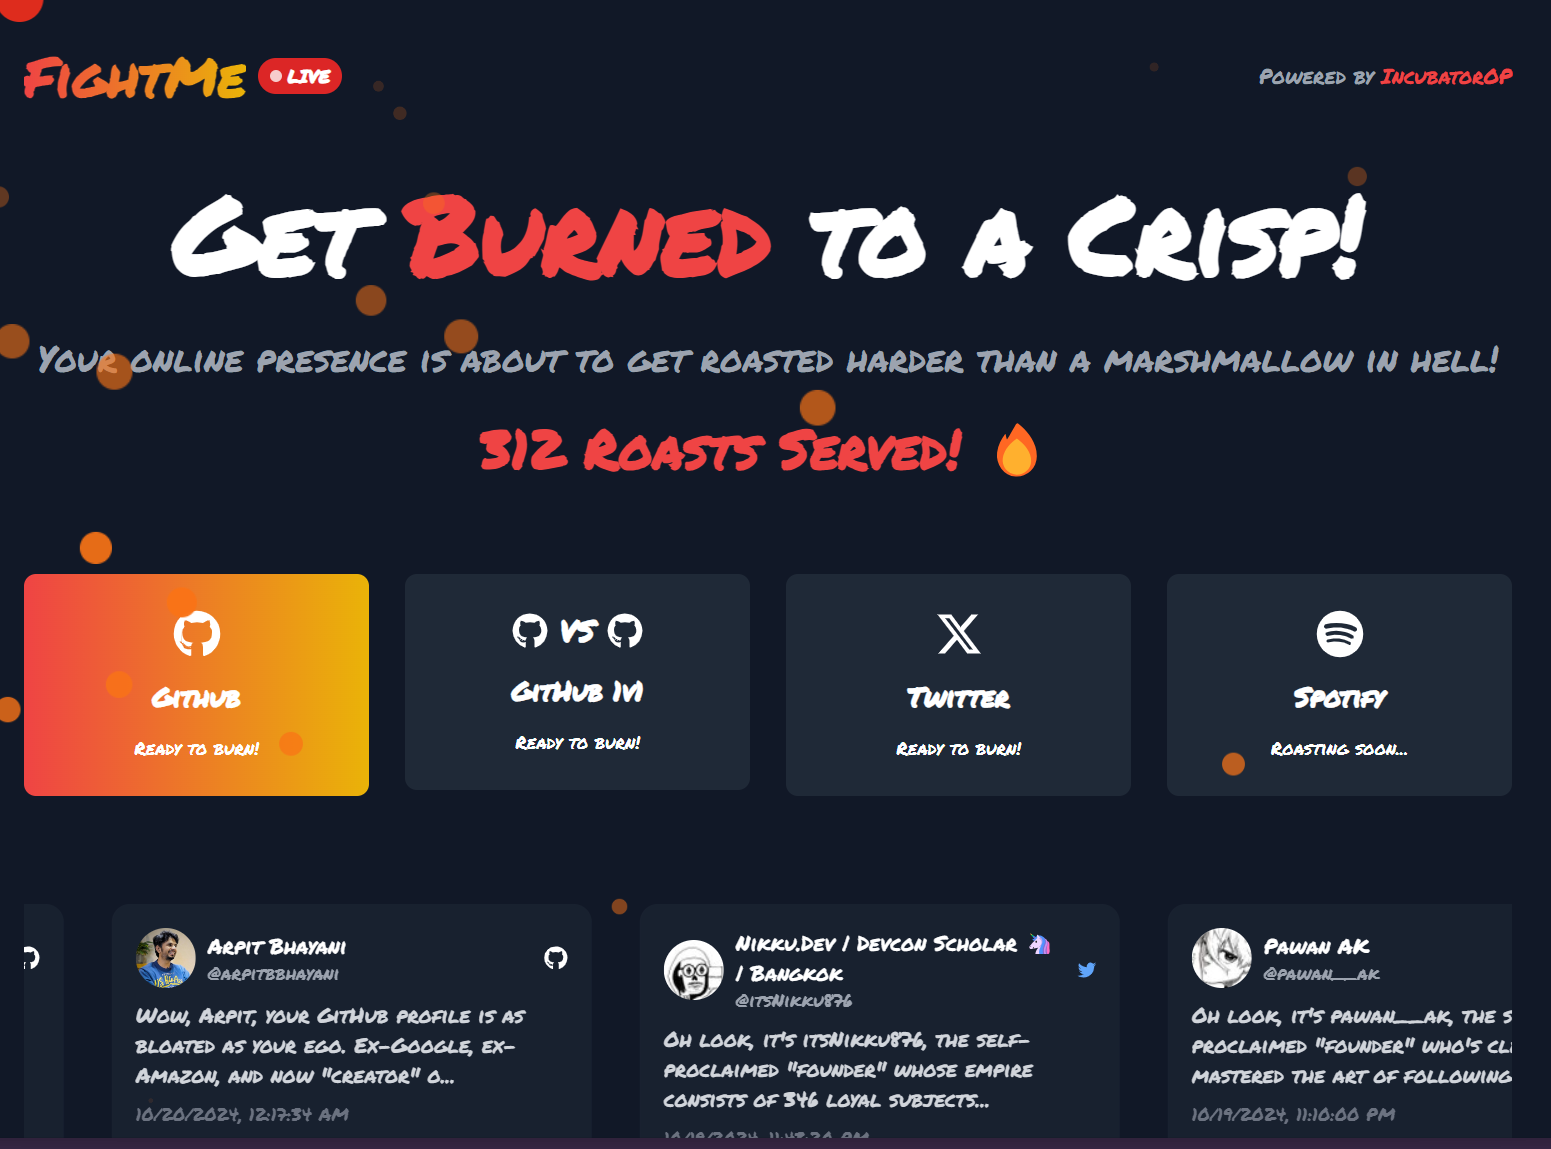 FightMe LIVE
Powered by IncubatorOP
Get Burned to a Crisp!
Your online presence is about to get roasted harder than a marshmallow in hell!
312 Roasts Served! 🔥
Github
Ready to burn!
VS
GitHub 1v1
Ready to burn!
Twitter
Ready to burn!
Spotify
Roasting soon...
Arpit Bhayani
@arpitbbhayani
Wow, Arpit, your GitHub profile is as
bloated as your ego. Ex-Google, ex-
Amazon, and now "creator" o...
10/20/2024, 12:17:34 AM
Nikku.Dev | Devcon Scholar 🦄
| Bangkok
@itsNikku876
Oh look, it's itsNikku876, the self-
proclaimed "founder" whose empire
consists of 346 loyal subjects...
Pawan AK
@pawan__ak
Oh look, it's pawan__ak, the
proclaimed "founder" who's
mastered the art of following
10/19/2024, 11:10:00 PM